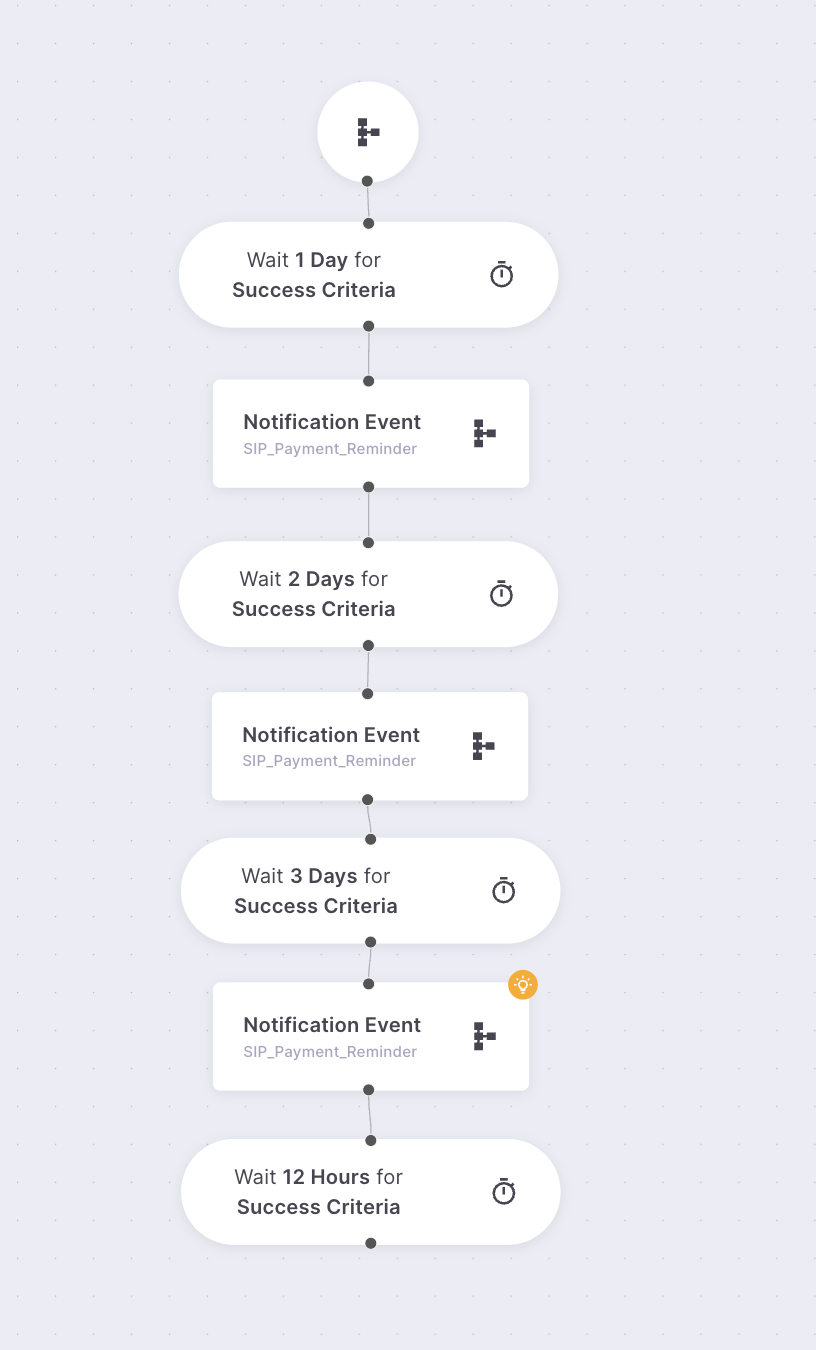 Wait 1 Day for
Success Criteria
Notification Event
SIP_Payment_Reminder
Wait 2 Days for
Success Criteria
Notification Event
SIP_Payment_Reminder
Wait 3 Days for
Success Criteria
Notification Event
SIP_Payment_Reminder
Wait 12 Hours for
Success Criteria